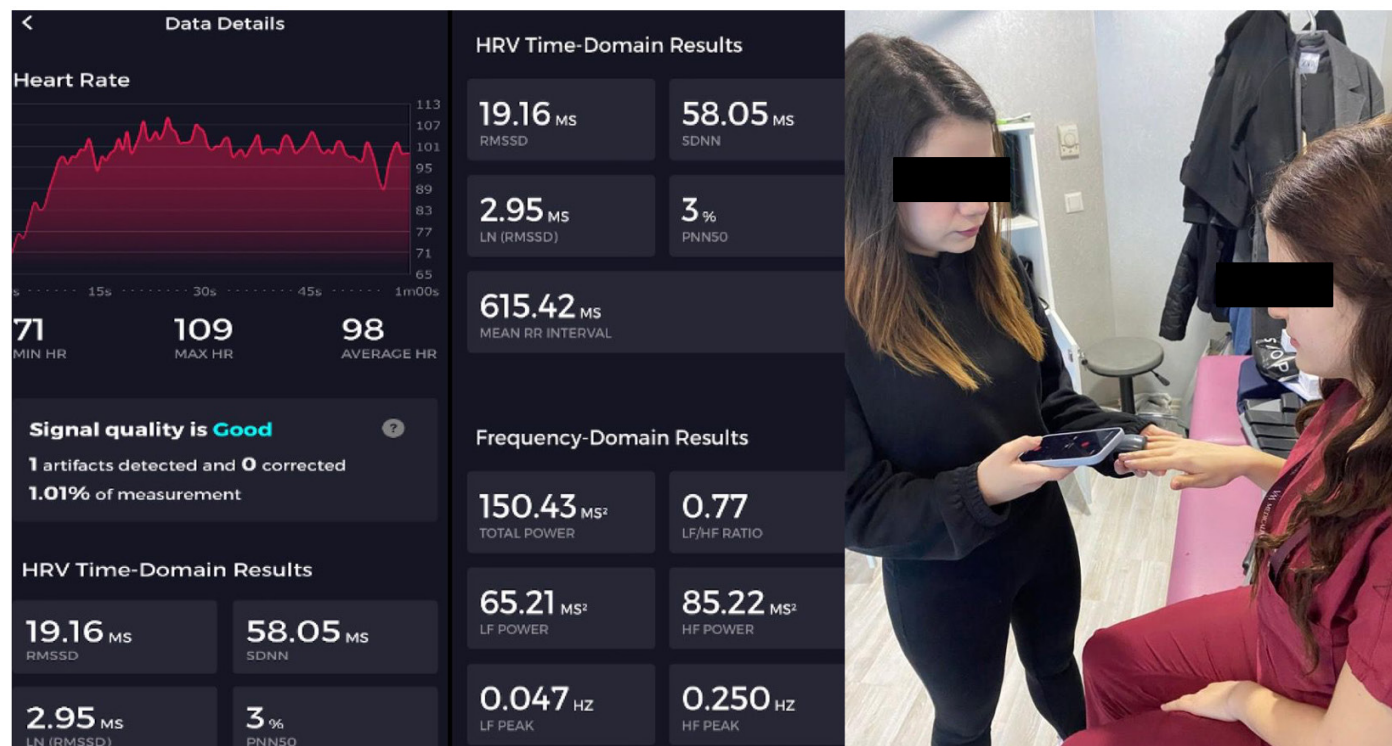 Data Details
Heart Rate
113
107
101
95
89
83
77
71
65
s 15s 30s 45s 1m00s
71 109 98
MIN HR MAX HR AVERAGE HR
Signal quality is Good ?
1 artifacts detected and 0 corrected
1.01% of measurement
HRV Time-Domain Results
19.16 MS 58.05 MS
RMSSD SDNN
2.95 MS 3 %
LN (RMSSD) PNN50
HRV Time-Domain Results
19.16 MS 58.05 MS
RMSSD SDNN
2.95 MS 3 %
LN (RMSSD) PNN50
615.42 MS
MEAN RR INTERVAL
Frequency-Domain Results
150.43 MS² 0.77
TOTAL POWER LF/HF RATIO
65.21 MS² 85.22 MS²
LF POWER HF POWER
0.047 HZ 0.250 HZ
LF PEAK HF PEAK